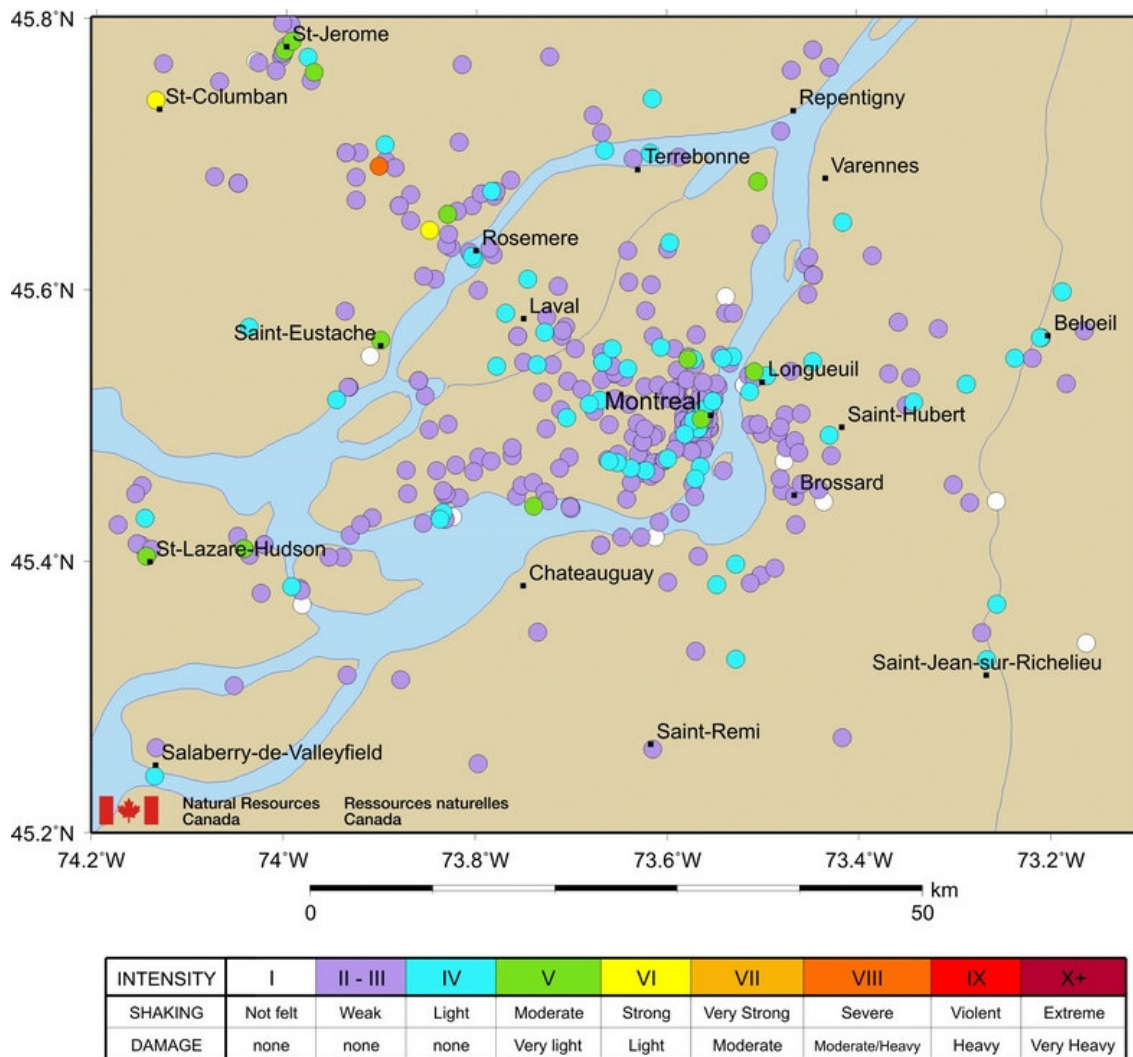 45.8°N
St-Jerome
St-Columban
Repentigny
Terrebonne
Varennes
Rosemere
45.6°N
Laval
Saint-Eustache
Beloeil
Longueuil
Montreal
Saint-Hubert
Brossard
St-Lazare-Hudson
45.4°N
Chateauguay
Saint-Jean-sur-Richelieu
Saint-Remi
Salaberry-de-Valleyfield
Natural Resources Ressources naturelles
Canada Canada
45.2°N
74.2°W 74°W 73.8°W 73.6°W 73.4°W 73.2°W
km
0 50
INTENSITY I II - III IV V VI VII VIII IX X+
SHAKING Not felt Weak Light Moderate Strong Very Strong Severe Violent Extreme
DAMAGE none none none Very light Light Moderate Moderate/Heavy Heavy Very Heavy